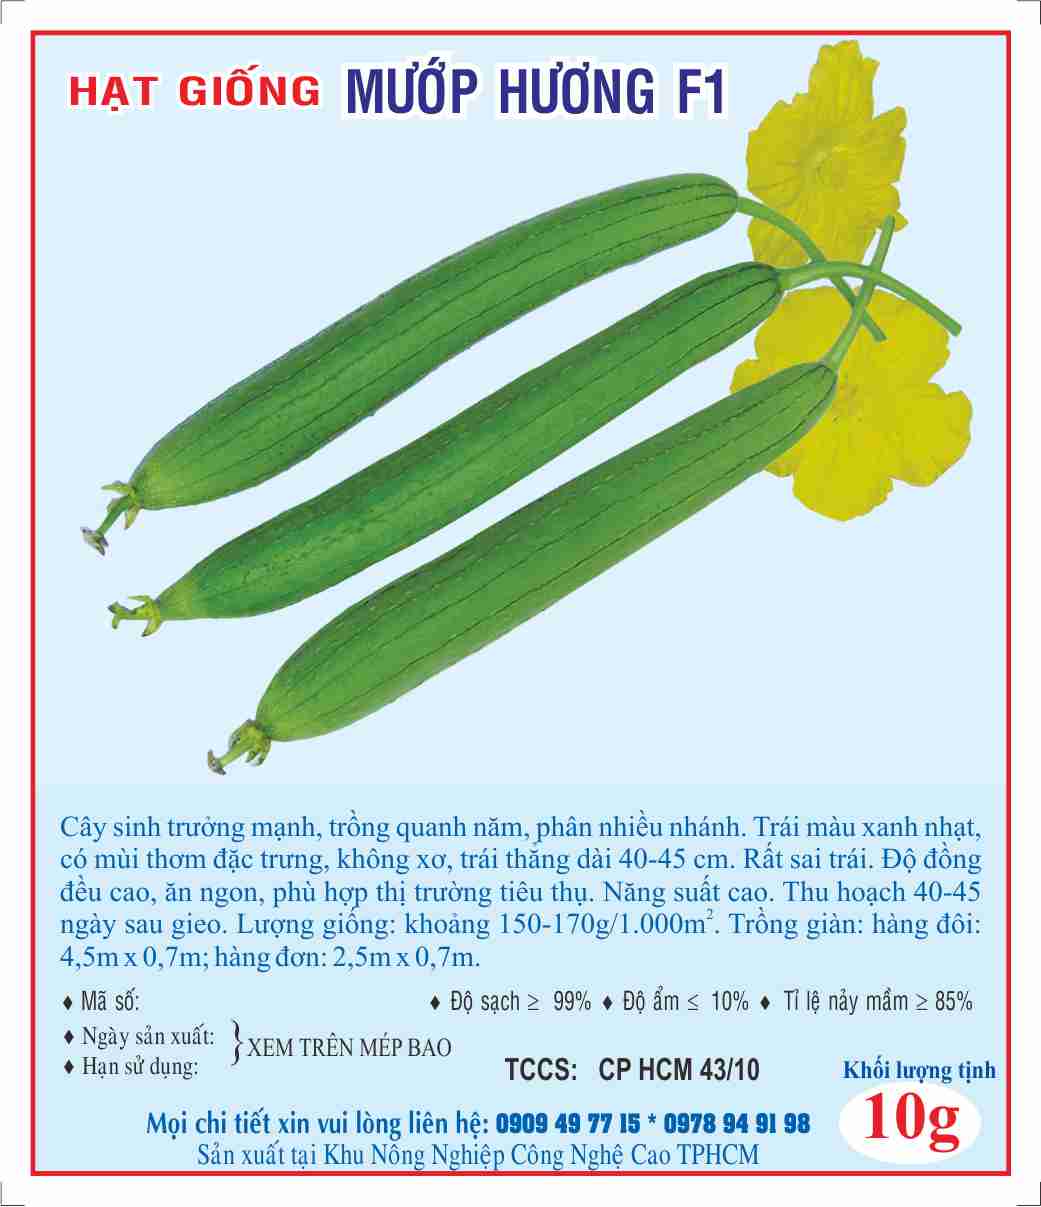 HẠT GIỐNG MƯỚP HƯƠNG F1
Cây sinh trưởng mạnh, trồng quanh năm, phân nhiều nhánh. Trái màu xanh nhạt,
có mùi thơm đặc trưng, không xơ, trái thẳng dài 40-45 cm. Rất sai trái. Độ đồng
đều cao, ăn ngon, phù hợp thị trường tiêu thụ. Năng suất cao. Thu hoạch 40-45
ngày sau gieo. Lượng giống: khoảng 150-170g/1.000m². Trồng giàn: hàng đôi:
4,5m x 0,7m; hàng đơn: 2,5m x 0,7m.
♦ Mã số: ♦ Độ sạch ≥ 99% ♦ Độ ẩm ≤ 10% ♦ Tỉ lệ nảy mầm ≥ 85%
♦ Ngày sản xuất:
♦ Hạn sử dụng:
} XEM TRÊN MÉP BAO
TCCS: CP HCM 43/10
Khối lượng tịnh
10g
Mọi chi tiết xin vui lòng liên hệ: 0909 49 77 15 * 0978 94 91 98
Sản xuất tại Khu Nông Nghiệp Công Nghệ Cao TPHCM